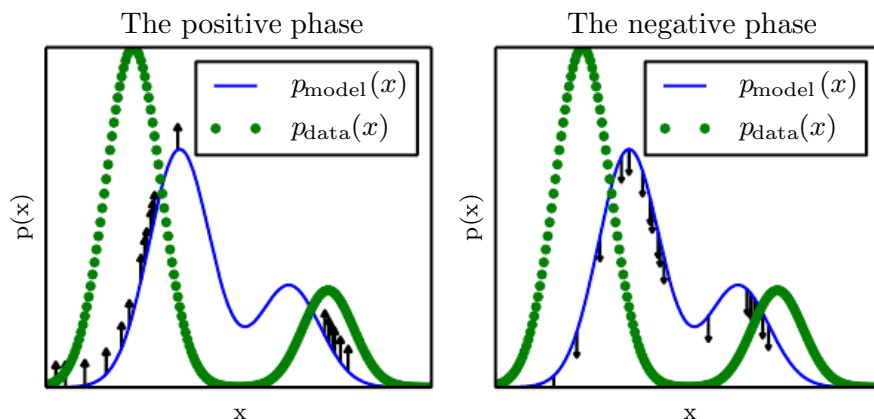 The positive phase
p_model(x)
p_data(x)
p(x)
x
The negative phase
p_model(x)
p_data(x)
p(x)
x